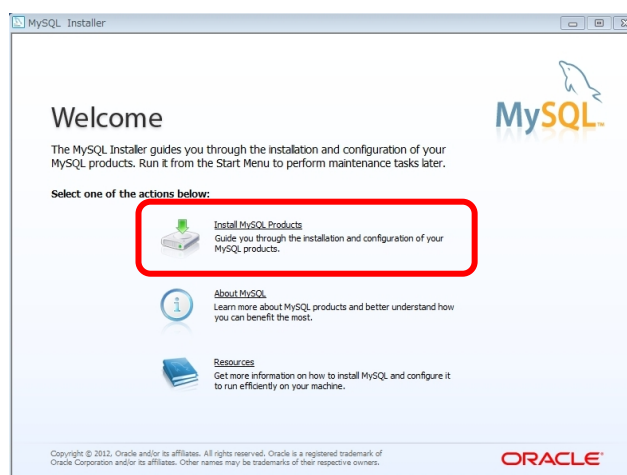 MySQL Installer
MySQL™
Welcome
The MySQL Installer guides you through the installation and configuration of your
MySQL products. Run it from the Start Menu to perform maintenance tasks later.
Select one of the actions below:
Install MySQL Products
Guide you through the installation and configuration of your
MySQL products.
About MySQL
Learn more about MySQL products and better understand how
you can benefit the most.
Resources
Get more information on how to install MySQL and configure it
to run efficiently on your machine.
Copyright © 2012, Oracle and/or its affiliates. All rights reserved. Oracle is a registered trademark of
Oracle Corporation and/or its affiliates. Other names may be trademarks of their respective owners.
ORACLE